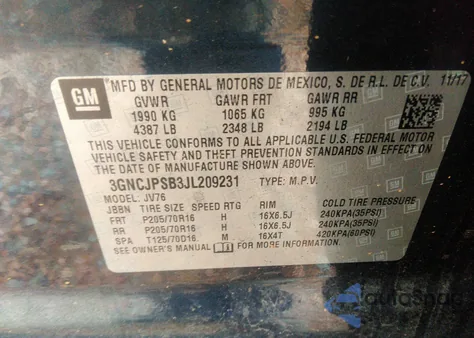 GM
MFD BY GENERAL MOTORS DE MEXICO, S. DE R.L. DE C.V. 11/17
GVWR GAWR FRT GAWR RR
1990 KG 1065 KG 995 KG
4387 LB 2348 LB 2194 LB
THIS VEHICLE CONFORMS TO ALL APPLICABLE U.S. FEDERAL MOTOR
VEHICLE SAFETY AND THEFT PREVENTION STANDARDS IN EFFECT ON
THE DATE OF MANUFACTURE SHOWN ABOVE.
3GNCJPSB3JL209231 TYPE: M.P.V.
MODEL: JV76
JBBN TIRE SIZE SPEED RTG RIM COLD TIRE PRESSURE
FRT P205/70R16 H 16X6.5J 240KPA(35PSI)
RR P205/70R16 H 16X6.5J 240KPA(35PSI)
SPA T125/70D16 M 16X4T 420KPA(60PSI)
SEE OWNER'S MANUAL FOR MORE INFORMATION.
autoSnap